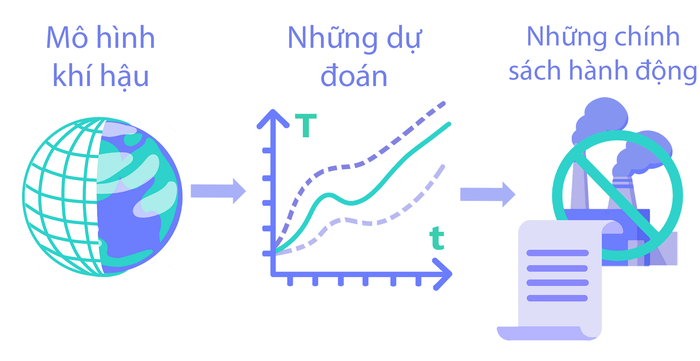 Mô hình
khí hậu
Những dự
đoán
Những chính
sách hành động
T
t